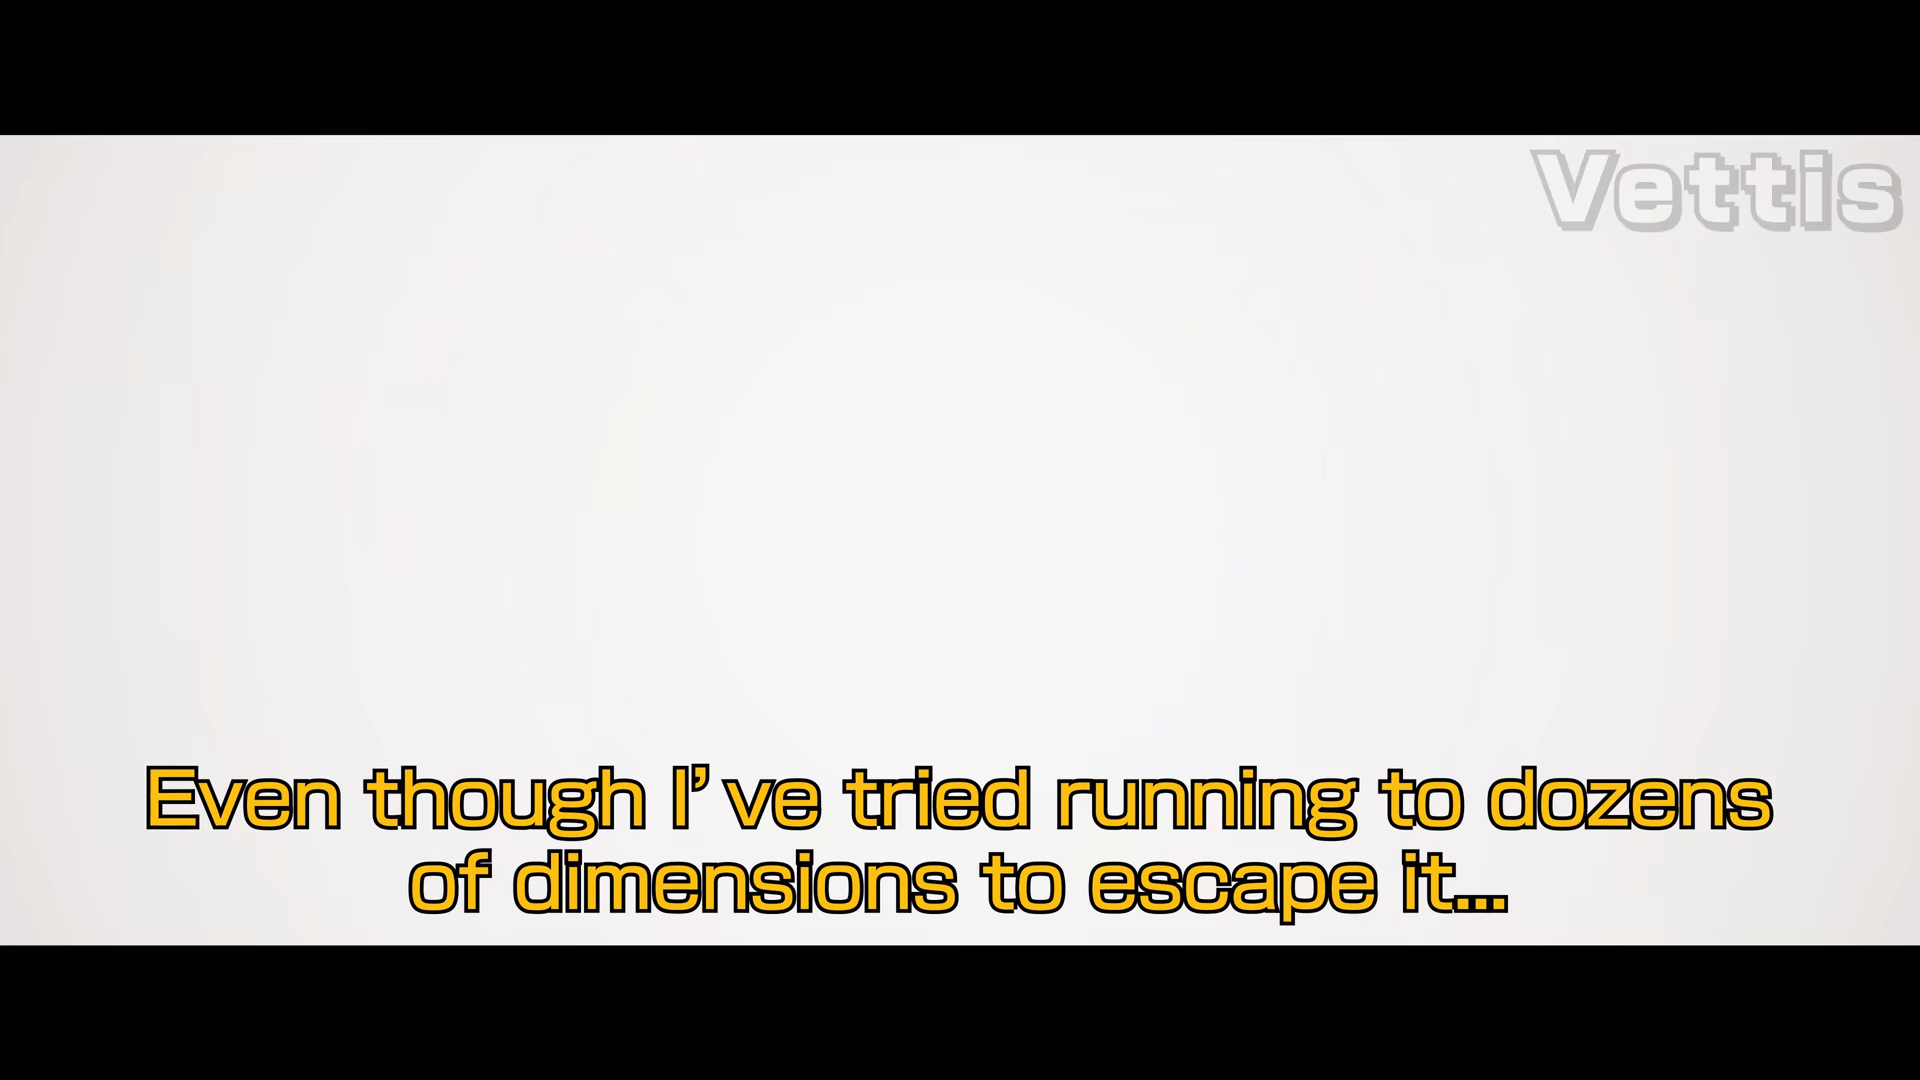 Vettis
Even though I've tried running to dozens
of dimensions to escape it...